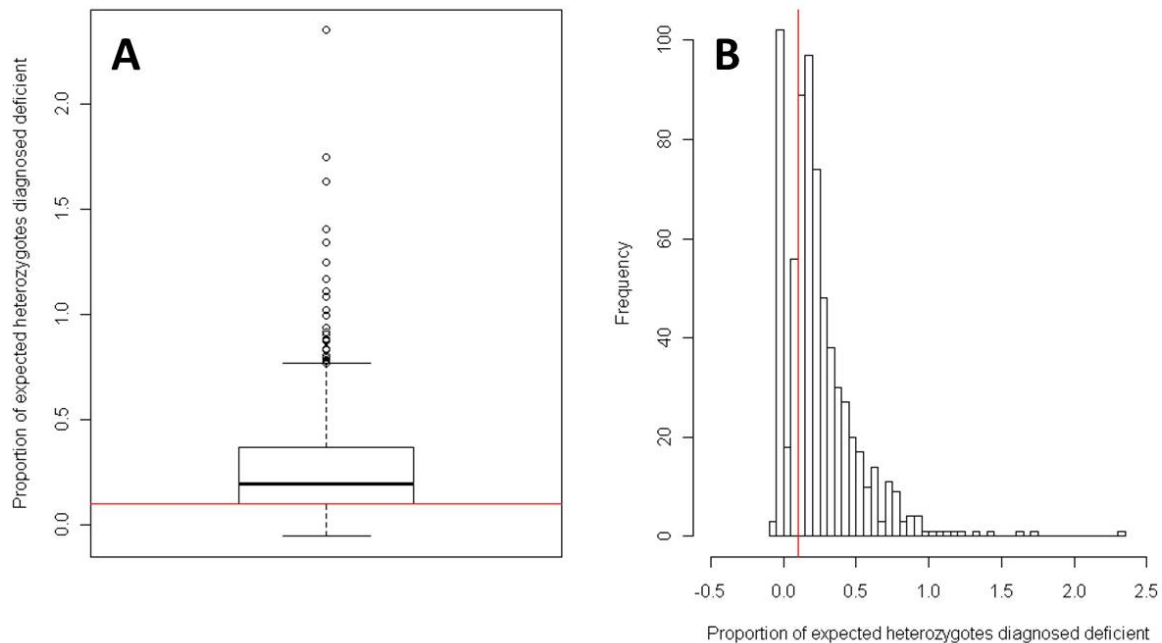 A
Proportion of expected heterozygotes diagnosed deficient
2.0
1.5
1.0
0.5
0.0
B
Frequency
100
80
60
40
20
0
-0.5 0.0 0.5 1.0 1.5 2.0 2.5
Proportion of expected heterozygotes diagnosed deficient